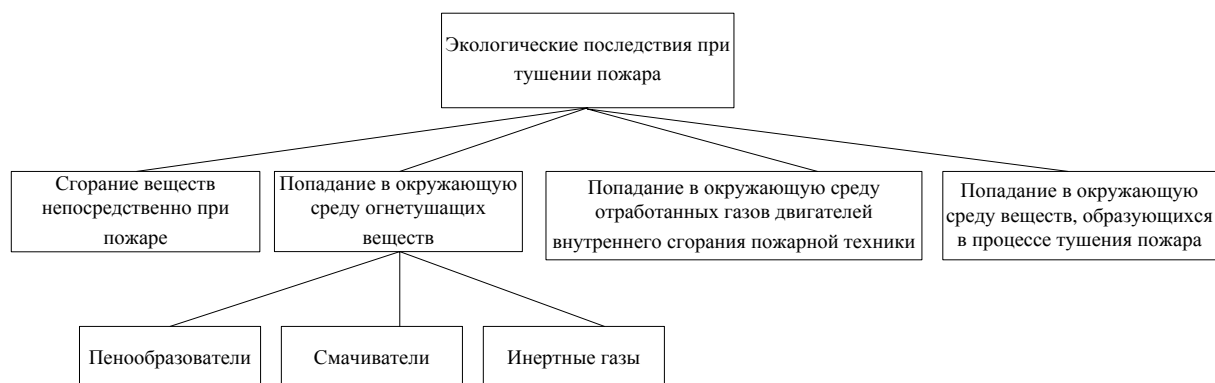 Экологические последствия при
тушении пожара
Сгорание веществ
непосредственно при
пожаре
Попадание в окружающую
среду огнетушащих
веществ
Попадание в окружающую среду
отработанных газов двигателей
внутреннего сгорания пожарной техники
Попадание в окружающую
среду веществ, образующихся
в процессе тушения пожара
Пенообразователи
Смачиватели
Инертные газы